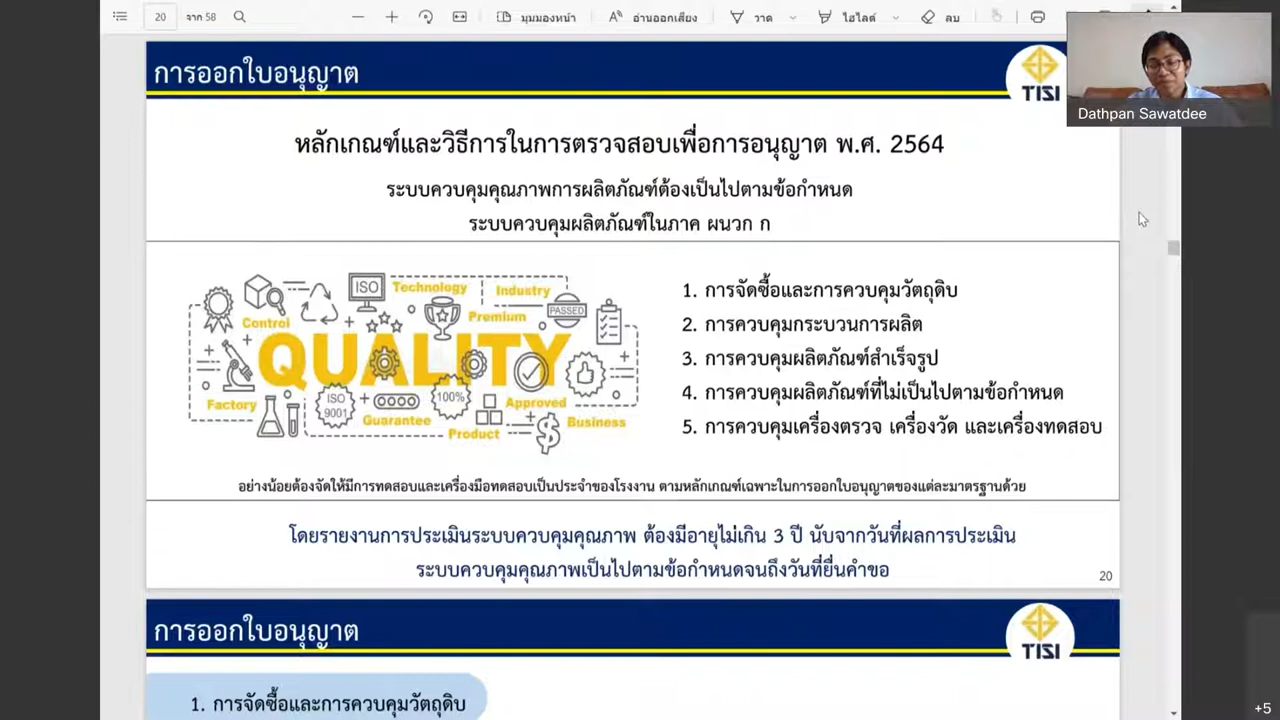 20 จาก 58 มุมมองหน้า อ่านออกเสียง วาด ไฮไลต์ ลบ
Dathpan Sawatdee
การออกใบอนุญาต
TISI
หลักเกณฑ์และวิธีการในการตรวจสอบเพื่อการอนุญาต พ.ศ. 2564
ระบบควบคุมคุณภาพการผลิตภัณฑ์ต้องเป็นไปตามข้อกำหนด
ระบบควบคุมผลิตภัณฑ์ในภาค ผนวก ก
ISO
Technology
Industry
Control
Premium
PASSED
QUALITY
Factory
ISO
9001
100%
Approved
Guarantee
Product
Business
1. การจัดซื้อและการควบคุมวัตถุดิบ
2. การควบคุมกระบวนการผลิต
3. การควบคุมผลิตภัณฑ์สำเร็จรูป
4. การควบคุมผลิตภัณฑ์ที่ไม่เป็นไปตามข้อกำหนด
5. การควบคุมเครื่องตรวจ เครื่องวัด และเครื่องทดสอบ
อย่างน้อยต้องจัดให้มีการทดสอบและเครื่องมือทดสอบเป็นประจำของโรงงาน ตามหลักเกณฑ์เฉพาะในการออกใบอนุญาตของแต่ละมาตรฐานด้วย
โดยรายงานการประเมินระบบควบคุมคุณภาพ ต้องมีอายุไม่เกิน 3 ปี นับจากวันที่ผลการประเมิน
ระบบควบคุมคุณภาพเป็นไปตามข้อกำหนดจนถึงวันที่ยื่นคำขอ
20
การออกใบอนุญาต
TISI
1. การจัดซื้อและการควบคุมวัตถุดิบ
+5